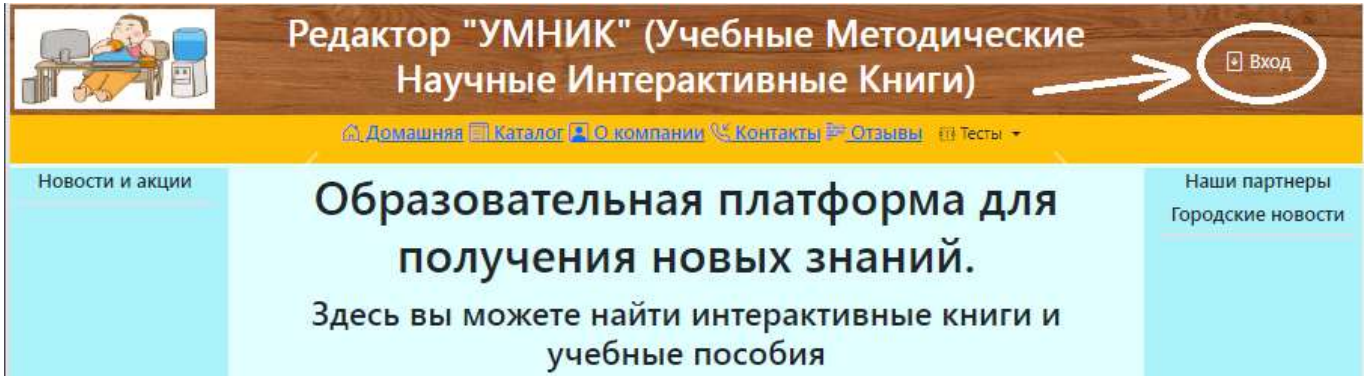 Редактор "УМНИК" (Учебные Методические
Научные Интерактивные Книги)
Вход
Домашняя Каталог О компании Контакты Отзывы Тесты
Новости и акции
Образовательная платформа для
получения новых знаний.
Здесь вы можете найти интерактивные книги и
учебные пособия
Наши партнеры
Городские новости